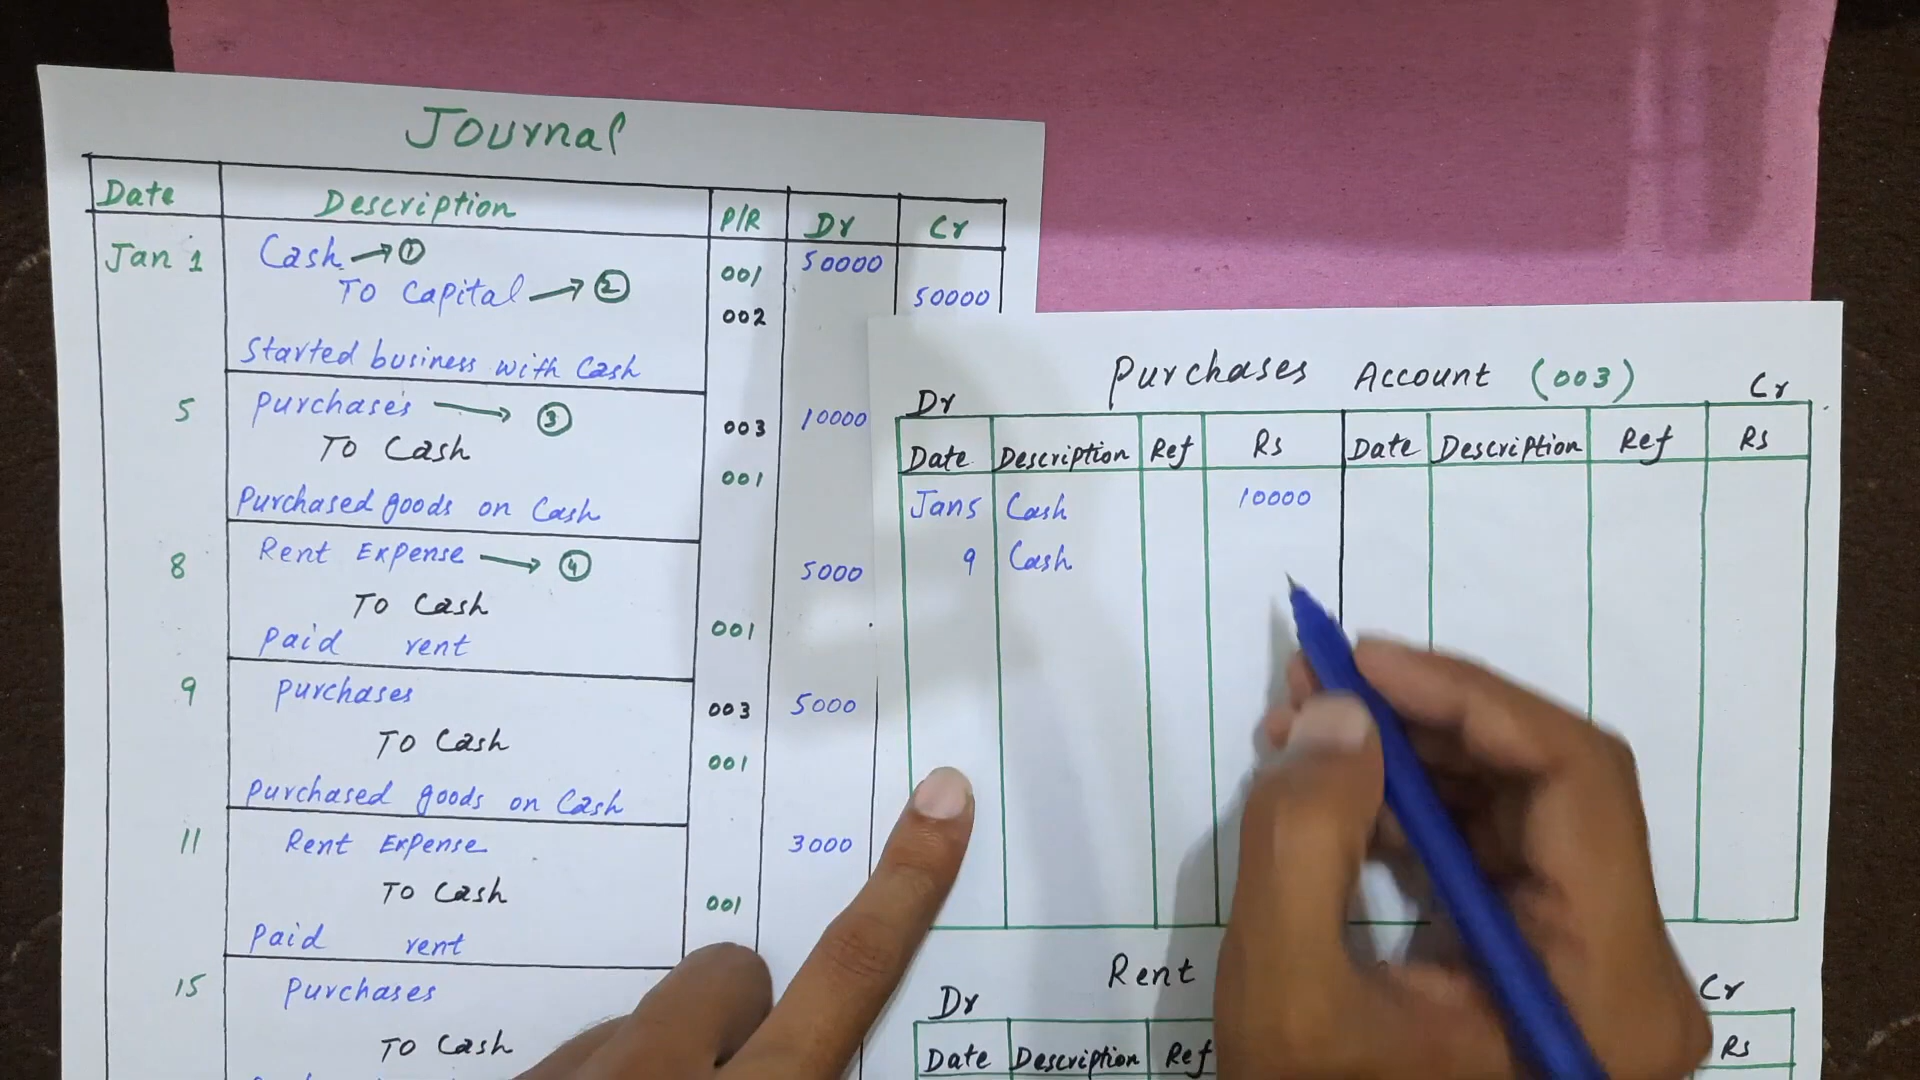 Journal
Date Description P/R Dr Cr
Jan 1 Cash → ① 001 50000
To Capital → ② 002 50000
Started business with Cash
5 Purchases → ③ 003 10000
To Cash 001
Purchased goods on Cash
8 Rent Expense → ④ 5000
To Cash 001
Paid rent
9 Purchases 003 5000
To Cash 001
Purchased goods on Cash
11 Rent Expense 3000
To Cash 001
Paid rent
15 Purchases
To Cash
Purchases Account (003)
Dr Cr
Date Description Ref Rs Date Description Ref Rs
Jan 5 Cash 10000
9 Cash
Rent
Dr Cr
Date Description Ref Rs